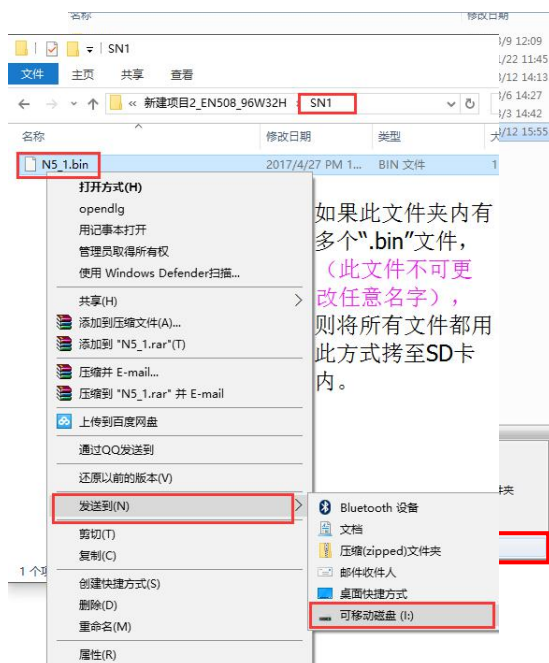 名称
修改日期
SN1
/9 12:09
/22 11:45
文件 主页 共享 查看
/12 14:13
/6 14:27
« 新建项目2_EN508_96W32H › SN1
/3 14:42
名称 修改日期 类型 大
/12 15:55
N5_1.bin 2017/4/27 PM 1... BIN 文件 1
打开方式(H)
opendlg
用记事本打开
管理员取得所有权
使用 Windows Defender扫描...
共享(H)
添加到压缩文件(A)...
添加到 "N5_1.rar"(T)
压缩并 E-mail...
压缩到 "N5_1.rar" 并 E-mail
上传到百度网盘
通过QQ发送到
还原以前的版本(V)
发送到(N)
剪切(T)
复制(C)
创建快捷方式(S)
删除(D)
重命名(M)
属性(R)
如果此文件夹内有
多个“.bin”文件，
（此文件不可更
改任意名字），
则将所有文件都用
此方式拷至SD卡
内。
Bluetooth 设备
文档
压缩(zipped)文件夹
邮件收件人
桌面快捷方式
可移动磁盘 (I:)
件夹
1 个项